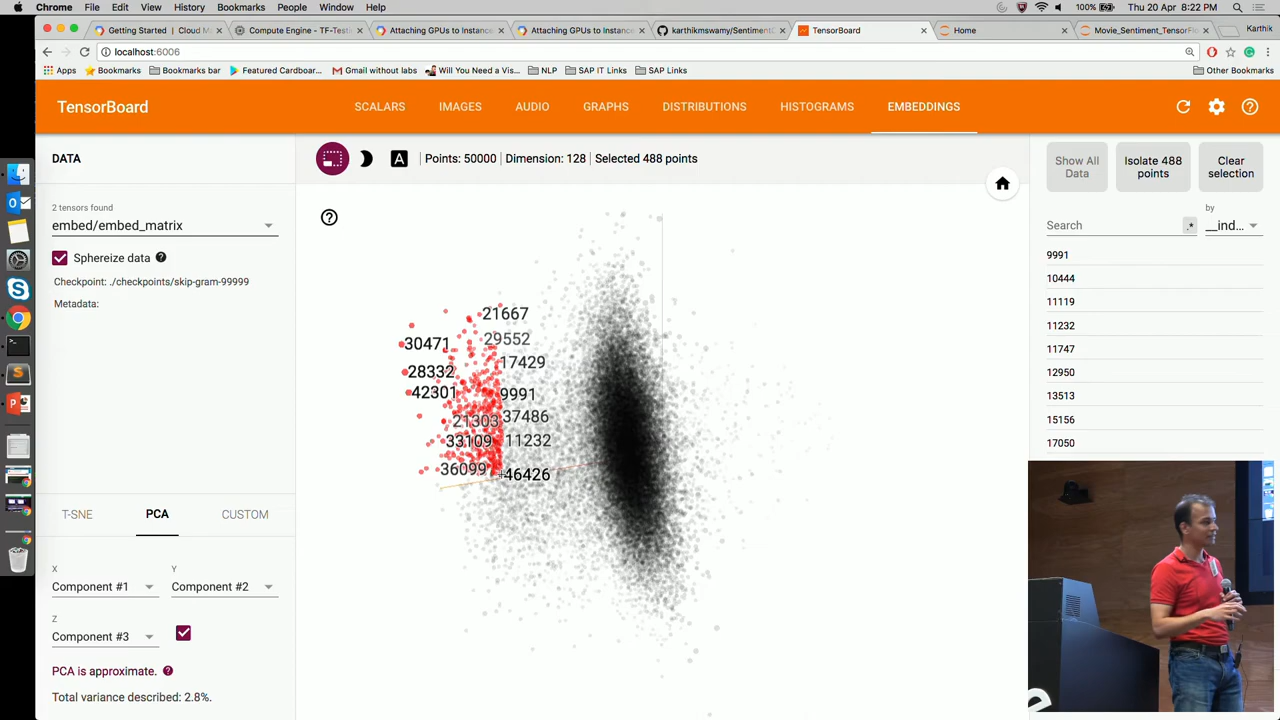 Chrome File Edit View History Bookmarks People Window Help 100% Thu 20 Apr 8:22 PM
Getting Started | Cloud M Compute Engine - TF-Test Attaching GPUs to Instanc Attaching GPUs to Instanc karthikmswamy/SentimentD TensorBoard Home Movie_Sentiment_TensorFlo Karthik
localhost:6006
Apps Bookmarks Bookmarks bar Featured Cardboar... Gmail without labs Will You Need a Vis... NLP SAP IT Links SAP Links Other Bookmarks
TensorBoard SCALARS IMAGES AUDIO GRAPHS DISTRIBUTIONS HISTOGRAMS EMBEDDINGS
DATA
2 tensors found
embed/embed_matrix
Sphereize data
Checkpoint: ./checkpoints/skip-gram-99999
Metadata:
T-SNE PCA CUSTOM
X Y
Component #1 Component #2
Z
Component #3
PCA is approximate.
Total variance described: 2.8%.
A Points: 50000 Dimension: 128 Selected 488 points
21667
29552
30471
17429
28332
42301
9991
37486
21303
33109
11232
36099
46426
Show All Data
Isolate 488 points
Clear selection
Search .* by __ind...
9991
10444
11119
11232
11747
12950
13513
15156
17050